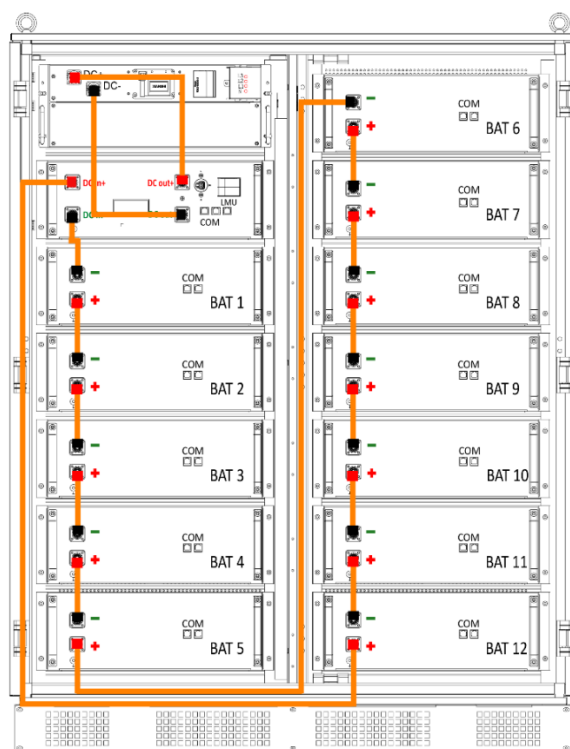 DC+
DC-
DC in+
DC out+
LMU
COM
−
+
COM
BAT 1
−
+
COM
BAT 2
−
+
COM
BAT 3
−
+
COM
BAT 4
−
+
COM
BAT 5
−
+
COM
BAT 6
−
+
COM
BAT 7
−
+
COM
BAT 8
−
+
COM
BAT 9
−
+
COM
BAT 10
−
+
COM
BAT 11
−
+
COM
BAT 12